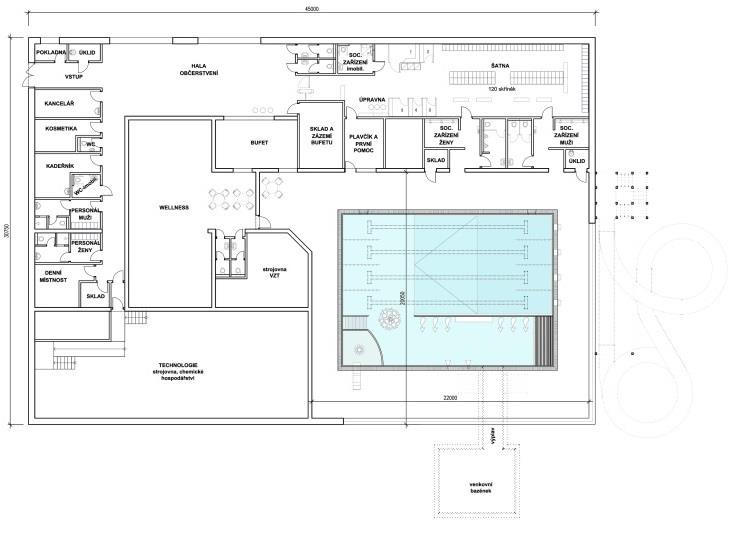 45000
POKLADNA
ÚKLID
HALA
OBČERSTVENÍ
SOC.
ZAŘÍZENÍ
imobil.
VSTUP
ŠATNA
120 skříněk
KANCELÁŘ
ÚPRAVNA
KOSMETIKA
WC
BUFET
SKLAD A
ZÁZEMÍ
BUFETU
PLAVČÍK A
PRVNÍ
POMOC
SOC.
ZAŘÍZENÍ
ŽENY
SOC.
ZAŘÍZENÍ
MUŽI
SKLAD
ÚKLID
KADEŘNÍK
WC-imobil.
WELLNESS
PERSONÁL
MUŽI
PERSONÁL
ŽENY
30750
DENNÍ
MÍSTNOST
SKLAD
strojovna
VZT
TECHNOLOGIE
strojovna, chemické
hospodářství
22000
výplav
venkovní
bazének